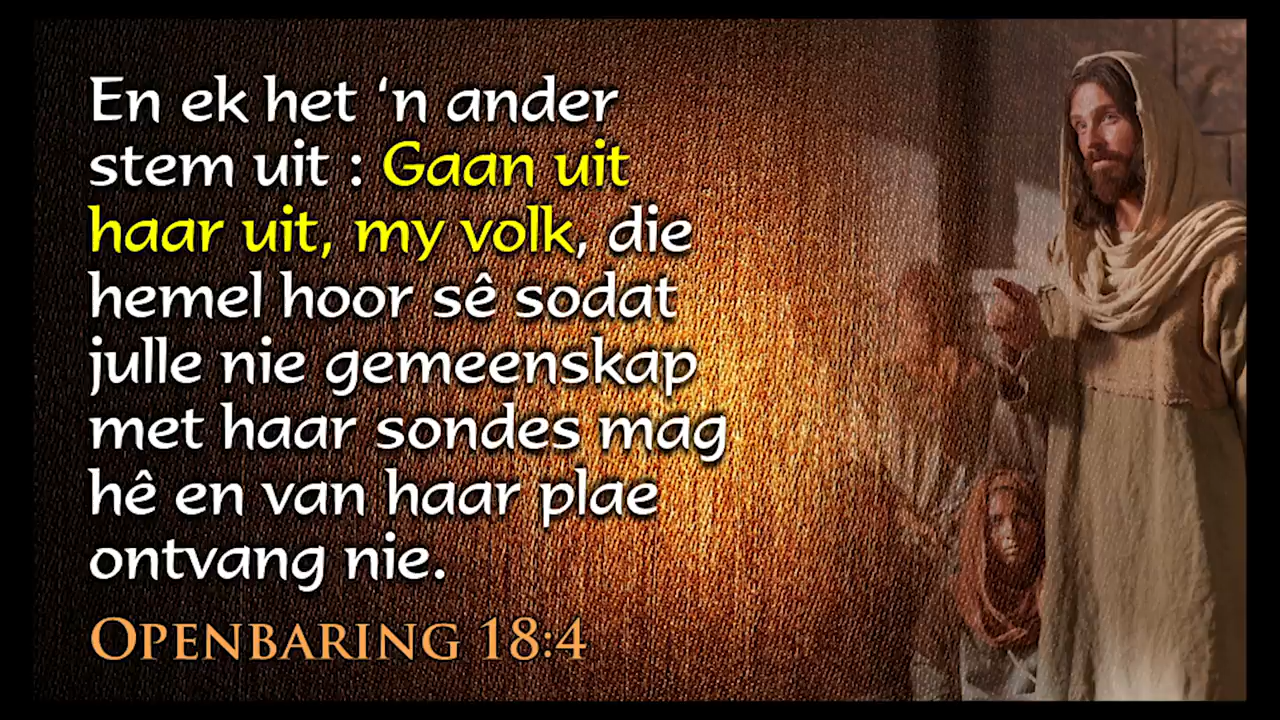 En ek het ‘n ander
stem uit : Gaan uit
haar uit, my volk, die
hemel hoor sê sodat
julle nie gemeenskap
met haar sondes mag
hê en van haar plae
ontvang nie.
OPENBARING 18:4